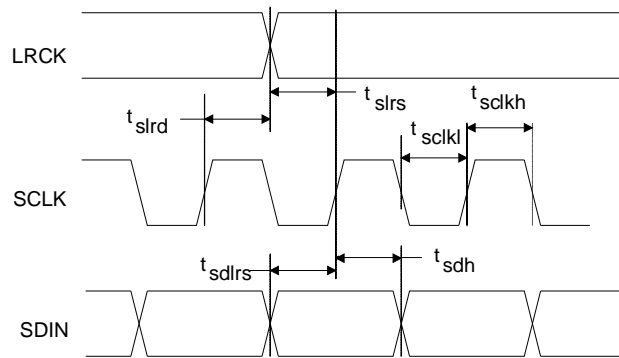 LRCK
t slrs
t sclkh
t slrd
t sclkl
SCLK
t sdlrs
t sdh
SDIN